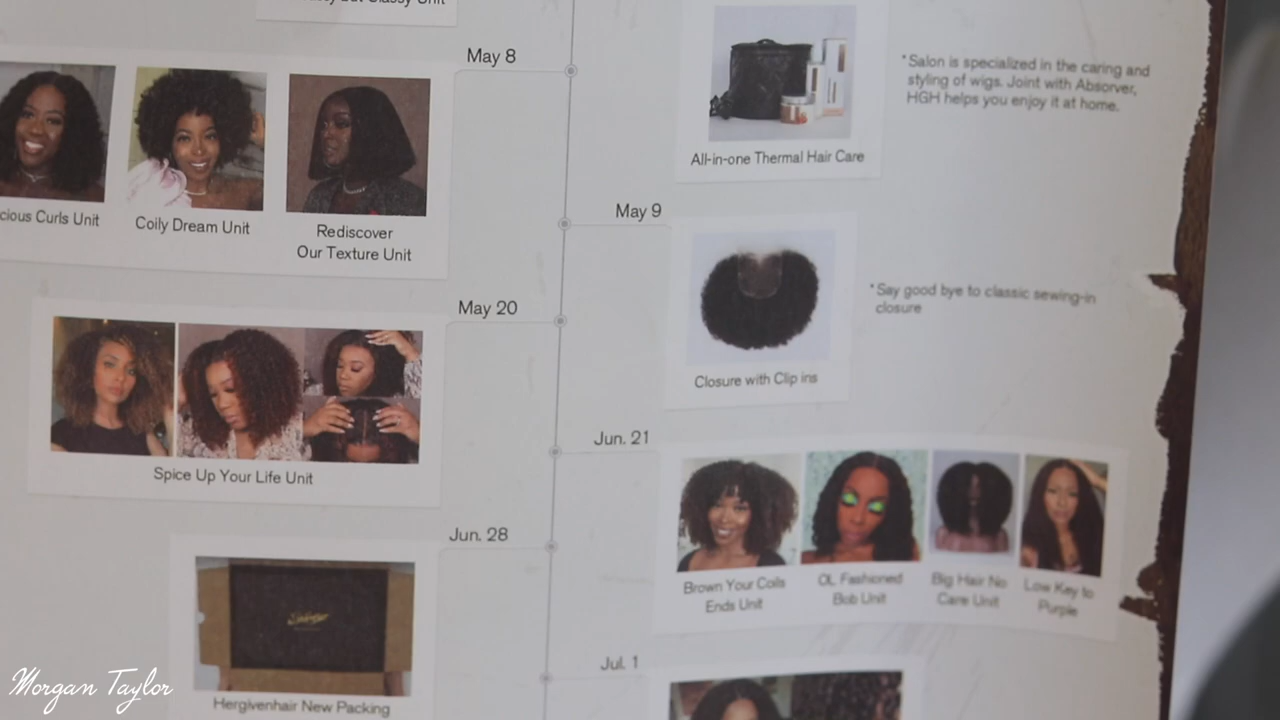 but Classy Unit
May 8
cious Curls Unit
Coily Dream Unit
Rediscover
Our Texture Unit
All-in-one Thermal Hair Care
*Salon is specialized in the caring and
styling of wigs. Joint with Absorver,
HGH helps you enjoy it at home.
May 9
Closure with Clip ins
*Say good bye to classic sewing-in
closure
May 20
Spice Up Your Life Unit
Jun. 21
Brown Your Coils
Ends Unit
OL Fashioned
Bob Unit
Big Hair No
Care Unit
Low Key to
Purple
Jun. 28
Hergivenhair New Packing
Jul. 1
Morgan Taylor